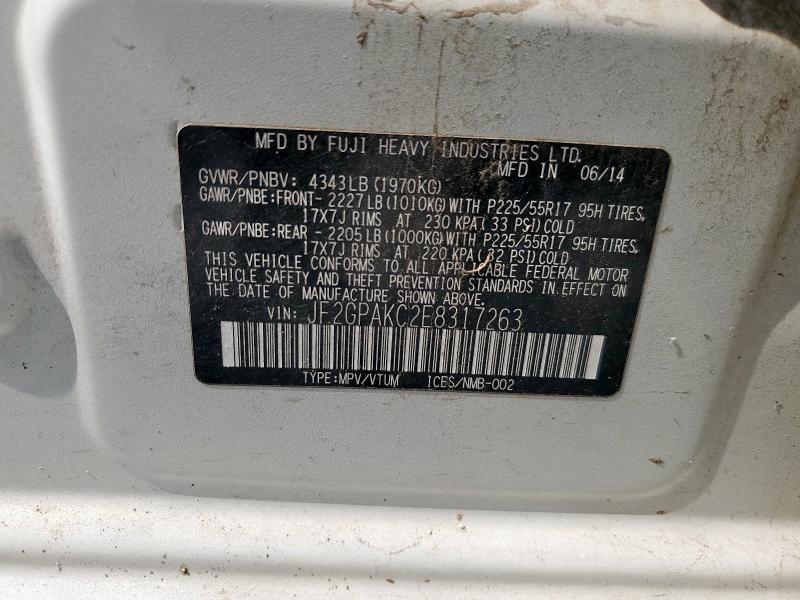 MFD BY FUJI HEAVY INDUSTRIES LTD.
MFD IN 06/14
GVWR/PNBV: 4343LB (1970KG)
GAWR/PNBE:FRONT- 2227LB (1010KG) WITH P225/55R17 95H TIRES,
17X7J RIMS AT 230 KPA (33 PSI) COLD
GAWR/PNBE:REAR - 2205LB (1000KG) WITH P225/55R17 95H TIRES,
17X7J RIMS AT 220 KPA (32 PSI) COLD
THIS VEHICLE CONFORMS TO ALL APPLICABLE FEDERAL MOTOR
VEHICLE SAFETY AND THEFT PREVENTION STANDARDS IN EFFECT ON
THE DATE OF MANUFACTURE SHOWN ABOVE.
VIN: JF2GPAKC2E8317263
TYPE:MPV/VTUM ICES/NMB-002